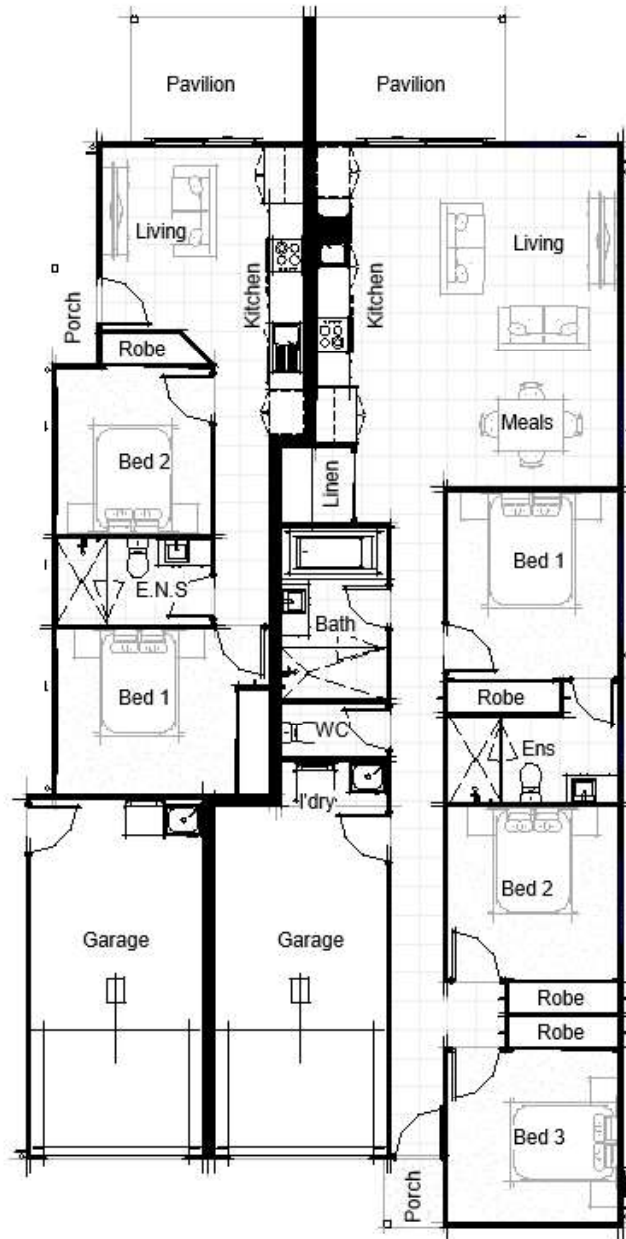 Pavilion
Pavilion
Living
Living
Kitchen
Kitchen
Porch
Robe
Meals
Bed 2
Linen
Bed 1
E.N.S
Bath
Bed 1
Robe
WC
Ens
l'dry
Bed 2
Garage
Garage
Robe
Robe
Bed 3
Porch